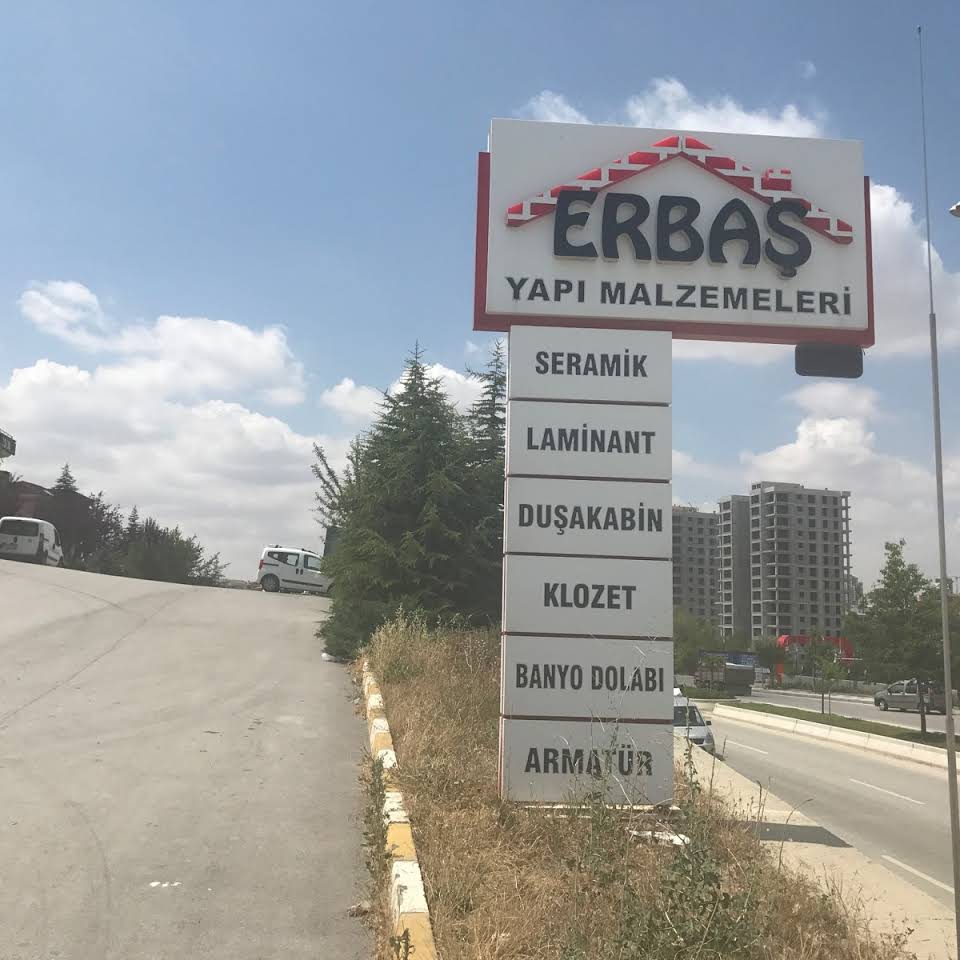 ERBAŞ
YAPI MALZEMELERİ
SERAMİK
LAMİNANT
DUŞAKABİN
KLOZET
BANYO DOLABI
ARMATÜR